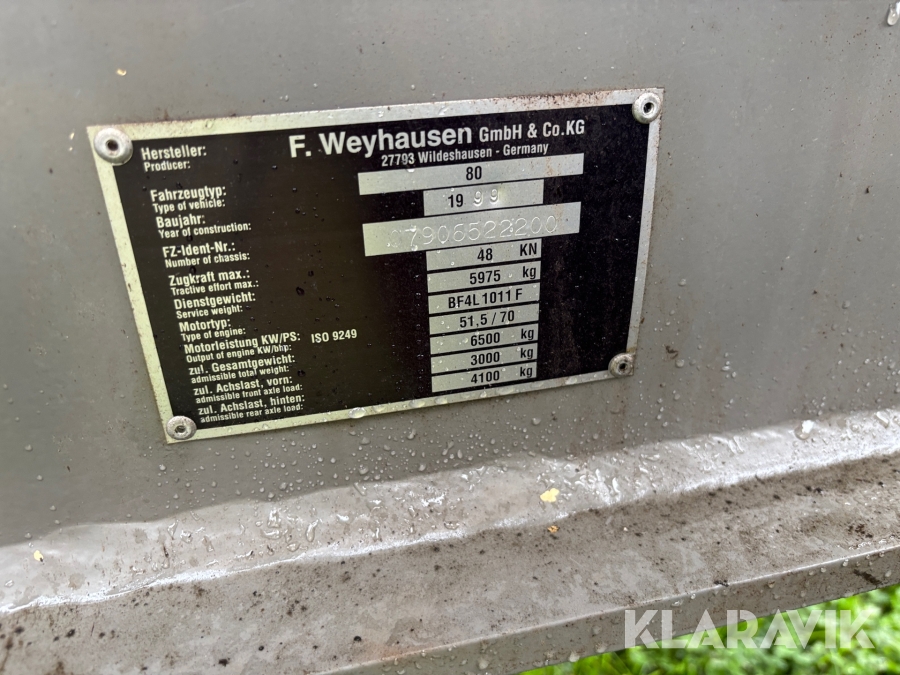 F. Weyhausen GmbH & Co.KG
27793 Wildeshausen - Germany
Hersteller:
Producer:
Fahrzeugtyp: 80
Type of vehicle:
Baujahr: 1999
Year of construction:
FZ-Ident-Nr.:
Number of chassis:
Zugkraft max.: 48 KN
Tractive effort max.:
Dienstgewicht: 5975 kg
Service weight:
Motortyp: BF4L1011F
Type of engine:
Motorleistung KW/PS: ISO 9249 51,5/70
Output of engine KW/bhp:
zul. Gesamtgewicht: 6500 kg
admissible total weight:
zul. Achslast, vorn: 3000 kg
admissible front axle load:
zul. Achslast, hinten: 4100 kg
admissible rear axle load:
KLARAVIK